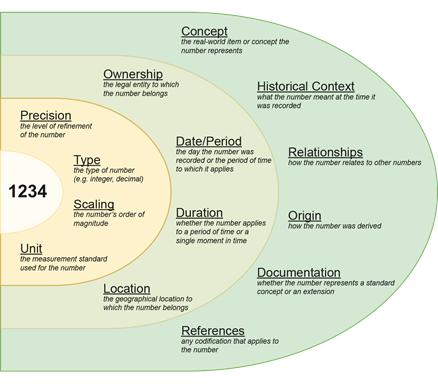 Concept
the real-world item or concept the
number represents
Ownership
the legal entity to which
the number belongs
Historical Context
what the number meant at the time it
was recorded
Precision
the level of refinement
of the number
Date/Period
the day the number was
recorded or the period of time
to which it applies
Relationships
how the number relates to other numbers
Type
the type of number
(e.g. integer, decimal)
1234
Scaling
the number's order of
magnitude
Duration
whether the number applies
to a period of time or a
single moment in time
Origin
how the number was derived
Unit
the measurement standard
used for the number
Documentation
whether the number represents a standard
concept or an extension
Location
the geographical location to
which the number belongs
References
any codification that applies to
the number